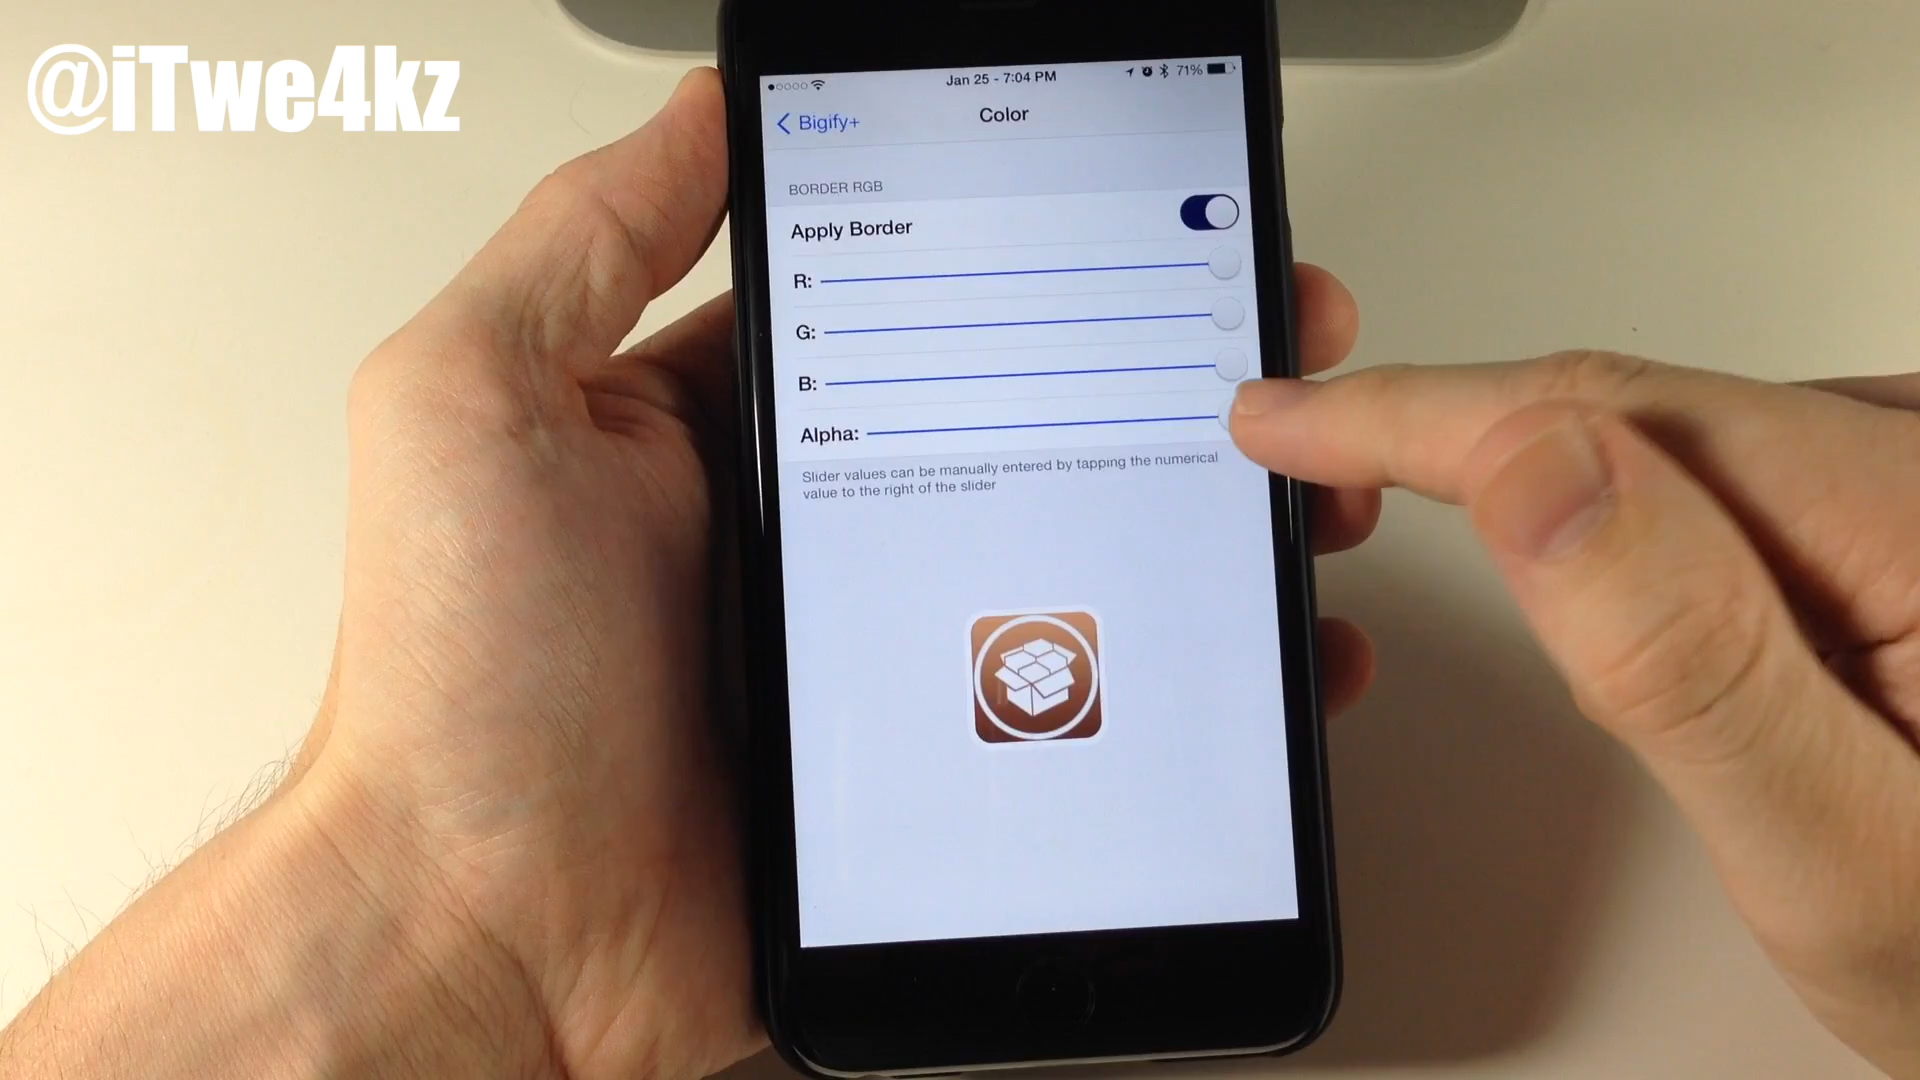 @iTwe4kz
Jan 25 - 7:04 PM
71%
Bigify+
Color
BORDER RGB
Apply Border
R:
G:
B:
Alpha:
Slider values can be manually entered by tapping the numerical
value to the right of the slider